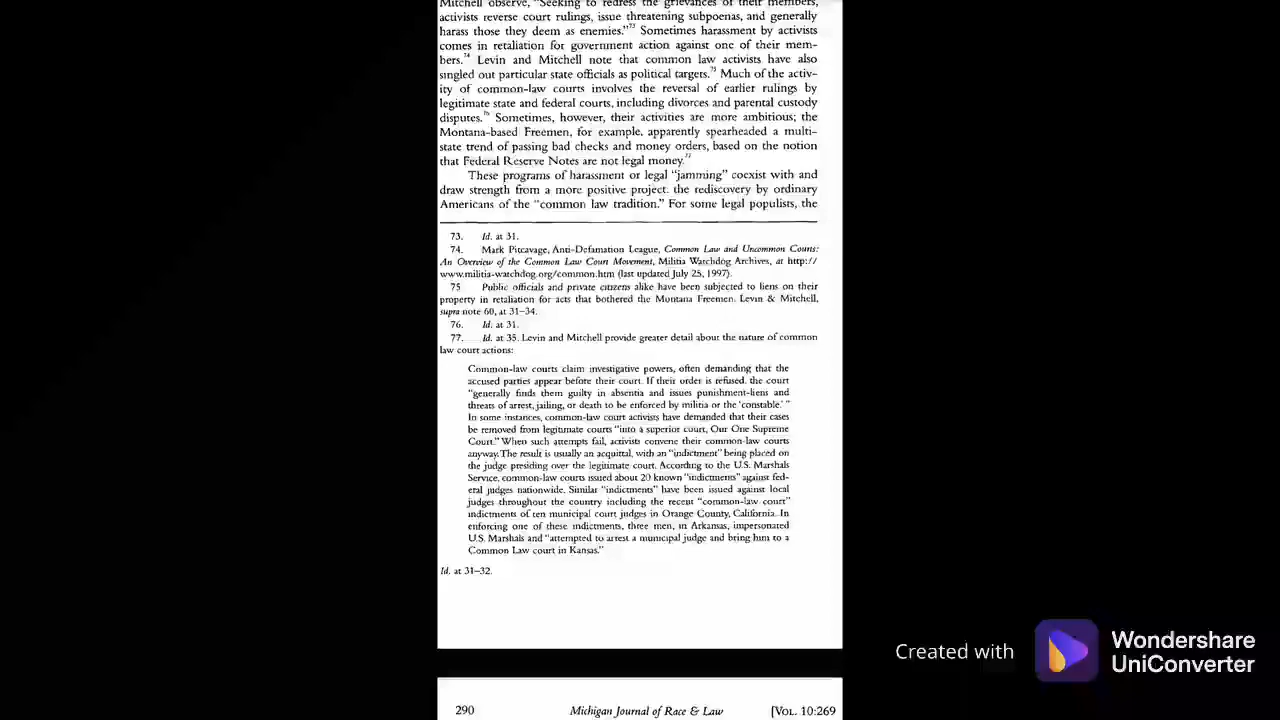 Mitchell observe, "Seeking to redress the grievances of their members,
activists reverse court rulings, issue threatening subpoenas, and generally
harass those they deem as enemies."73 Sometimes harassment by activists
comes in retaliation for government action against one of their mem-
bers.74 Levin and Mitchell note that common law activists have also
singled out particular state officials as political targets.75 Much of the activ-
ity of common-law courts involves the reversal of earlier rulings by
legitimate state and federal courts, including divorces and parental custody
disputes.76 Sometimes, however, their activities are more ambitious; the
Montana-based Freemen, for example, apparently spearheaded a multi-
state trend of passing bad checks and money orders, based on the notion
that Federal Reserve Notes are not legal money.77
These programs of harassment or legal "jamming" coexist with and
draw strength from a more positive project: the rediscovery by ordinary
Americans of the "common law tradition." For some legal populists, the
73. Id. at 31.
74. Mark Pitcavage, Anti-Defamation League, Common Law and Uncommon Courts:
An Overview of the Common Law Court Movement, Militia Watchdog Archives, at http://
www.militia-watchdog.org/common.htm (last updated July 25, 1997).
75 Public officials and private citizens alike have been subjected to liens on their
property in retaliation for acts that bothered the Montana Freemen. Levin & Mitchell,
supra note 60, at 31–34.
76. Id. at 31.
77. Id. at 35. Levin and Mitchell provide greater detail about the nature of common
law court actions:
Common-law courts claim investigative powers, often demanding that the
accused parties appear before their court. If their order is refused, the court
"generally finds them guilty in absentia and issues punishment-liens and
threats of arrest, jailing, or death to be enforced by militia or the 'constable.' "
In some instances, common-law court activists have demanded that their cases
be removed from legitimate courts "into a superior court, Our One Supreme
Court." When such attempts fail, activists convene their common-law courts
anyway. The result is usually an acquittal, with an "indictment" being placed on
the judge presiding over the legitimate court. According to the U.S. Marshals
Service, common-law courts issued about 20 known "indictments" against fed-
eral judges nationwide. Similar "indictments" have been issued against local
judges throughout the country including the recent "common-law court"
indictments of ten municipal court judges in Orange County, California. In
enforcing one of these indictments, three men, in Arkansas, impersonated
U.S. Marshals and "attempted to arrest a municipal judge and bring him to a
Common Law court in Kansas."
Id. at 31–32.
Created with
Wondershare
UniConverter
290 Michigan Journal of Race & Law [VOL. 10:269